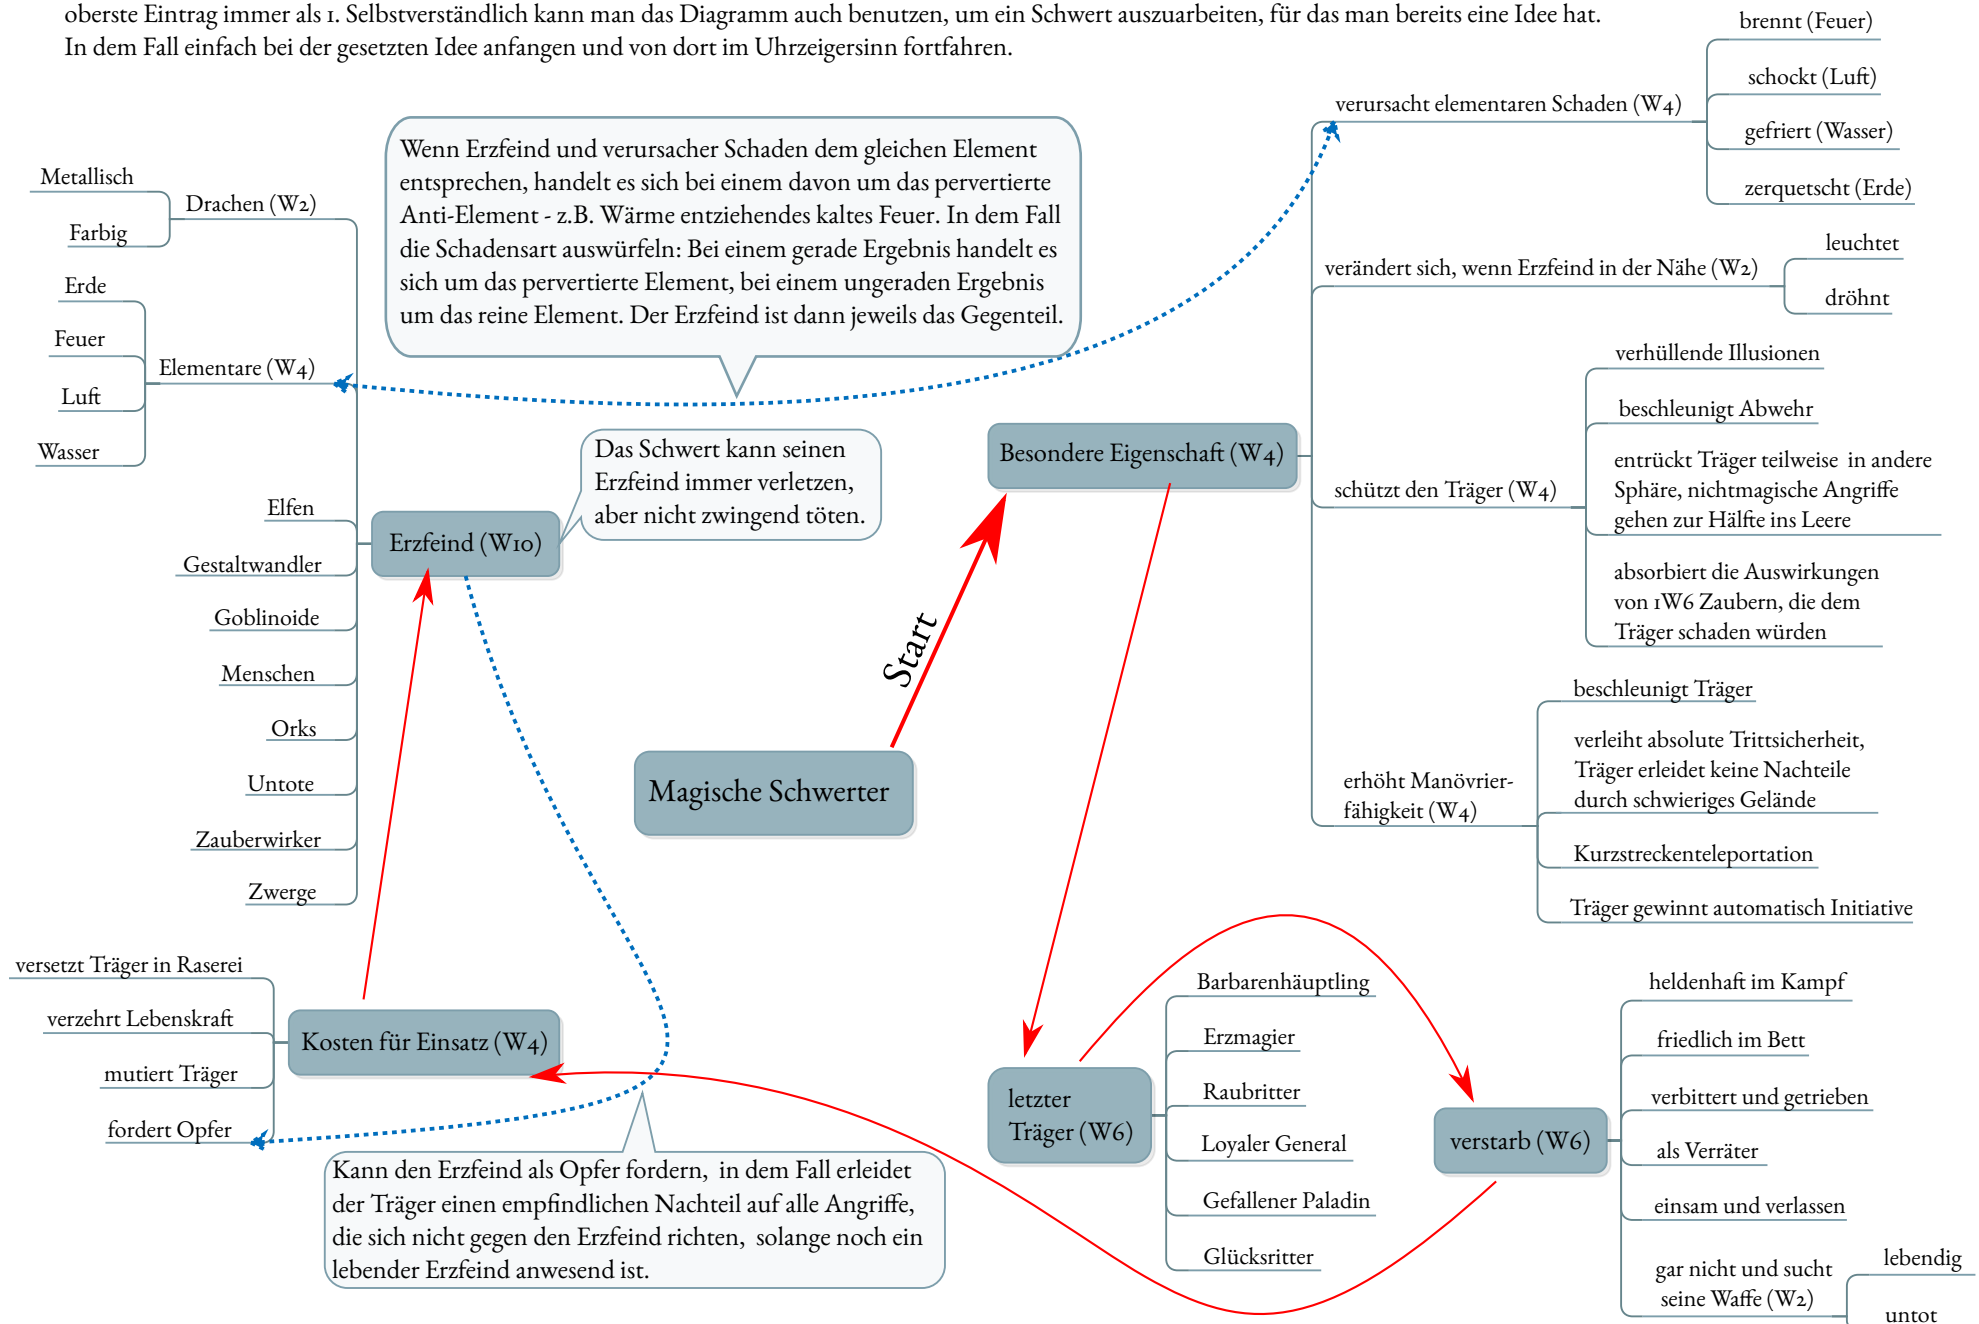 oberste Eintrag immer als 1. Selbstverständlich kann man das Diagramm auch benutzen, um ein Schwert auszuarbeiten, für das man bereits eine Idee hat.
In dem Fall einfach bei der gesetzten Idee anfangen und von dort im Uhrzeigersinn fortfahren.
Wenn Erzfeind und verursacher Schaden dem gleichen Element
entsprechen, handelt es sich bei einem davon um das pervertierte
Anti-Element - z.B. Wärme entziehendes kaltes Feuer. In dem Fall
die Schadensart auswürfeln: Bei einem gerade Ergebnis handelt es
sich um das pervertierte Element, bei einem ungeraden Ergebnis
um das reine Element. Der Erzfeind ist dann jeweils das Gegenteil.
Metallisch
Drachen (W2)
Farbig
Erde
Feuer
Elementare (W4)
Luft
Wasser
Elfen
Erzfeind (W10)
Gestaltwandler
Goblinoide
Menschen
Orks
Untote
Zauberwirker
Zwerge
Das Schwert kann seinen
Erzfeind immer verletzen,
aber nicht zwingend töten.
Start
Magische Schwerter
Besondere Eigenschaft (W4)
verursacht elementaren Schaden (W4)
brennt (Feuer)
schockt (Luft)
gefriert (Wasser)
zerquetscht (Erde)
verändert sich, wenn Erzfeind in der Nähe (W2)
leuchtet
dröhnt
schützt den Träger (W4)
verhüllende Illusionen
beschleunigt Abwehr
entrückt Träger teilweise in andere
Sphäre, nichtmagische Angriffe
gehen zur Hälfte ins Leere
absorbiert die Auswirkungen
von 1W6 Zaubern, die dem
Träger schaden würden
erhöht Manövrier-
fähigkeit (W4)
beschleunigt Träger
verleiht absolute Trittsicherheit,
Träger erleidet keine Nachteile
durch schwieriges Gelände
Kurzstreckenteleportation
Träger gewinnt automatisch Initiative
letzter
Träger (W6)
Barbarenhäuptling
Erzmagier
Raubritter
Loyaler General
Gefallener Paladin
Glücksritter
verstarb (W6)
heldenhaft im Kampf
friedlich im Bett
verbittert und getrieben
als Verräter
einsam und verlassen
gar nicht und sucht
seine Waffe (W2)
lebendig
untot
Kosten für Einsatz (W4)
versetzt Träger in Raserei
verzehrt Lebenskraft
mutiert Träger
fordert Opfer
Kann den Erzfeind als Opfer fordern, in dem Fall erleidet
der Träger einen empfindlichen Nachteil auf alle Angriffe,
die sich nicht gegen den Erzfeind richten, solange noch ein
lebender Erzfeind anwesend ist.